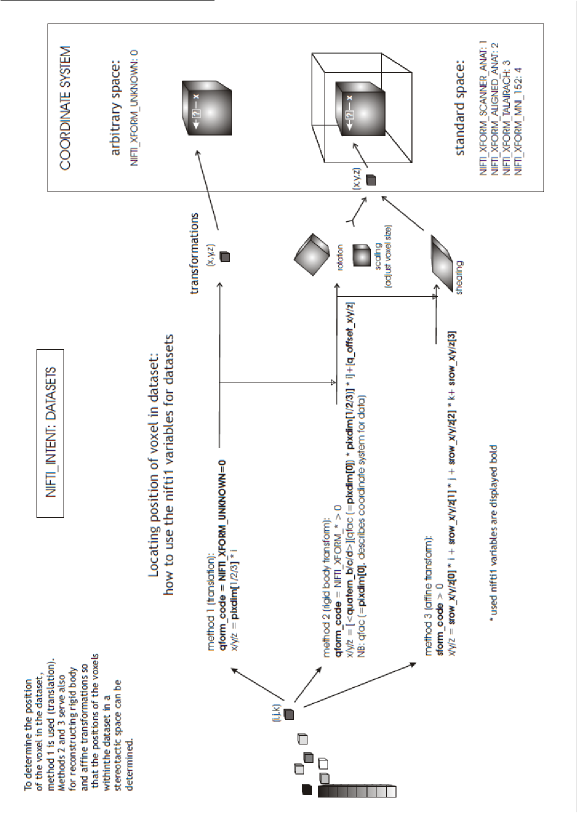 NIFTI_INTENT: DATASETS
To determine the position
of the voxel in the dataset,
method 1 is used (translation).
Methods 2 and 3 serve also
for reconstructing rigid body
and affine transformations so
that the positions of the voxels
withinthe dataset in a
stereotactic space can be
determined.
Locating position of voxel in dataset:
how to use the nifti1 variables for datasets
(i,j,k)
method 1 (translation):
qform_code = NIFTI_XFORM_UNKNOWN=0
x/y/z = pixdim[1/2/3] * i
method 2 (rigid body transform):
qform_code = NIFTI_XFORM_* > 0
x/y/z = [<quatern_b/c/d>][qfac (=pixdim[0]) * pixdim[1/2/3)] * i]+[q_offset_x/y/z]
NB: qfac (=pixdim[0], describes coordinate system for data)
method 3 (affine transform):
sform_code > 0
x/y/z = srow_x/y/z[0] * i + srow_x/y/z[1] * i + srow_x/y/z[2] * k+ srow_x/y/z[3]
* used nifti1 variables are displayed bold
transformations
(x,y,z)
rotation
scaling
(adjust voxel size)
shearing
COORDINATE SYSTEM
arbitrary space:
NIFTI_XFORM_UNKNOWN: 0
[?]—x
(x,y,z)
[?]—x
standard space:
NIFTI_XFORM_SCANNER_ANAT: 1
NIFTI_XFORM_ALIGNED_ANAT: 2
NIFTI_XFORM_TALAIRACH: 3
NIFTI_XFORM_MNI_152: 4